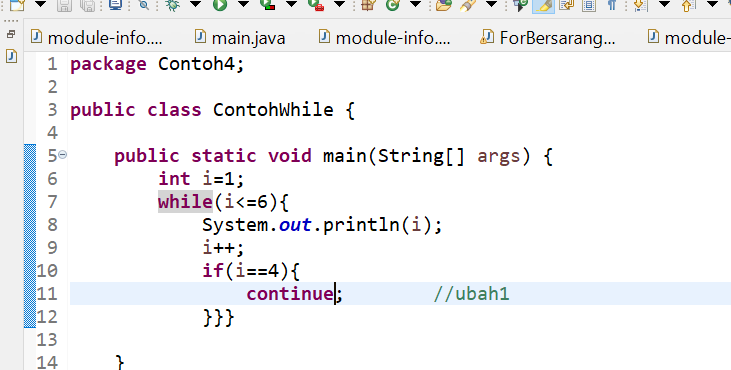 module-info.... main.java module-info.... ForBersarang... module-
1 package Contoh4;
2
3 public class ContohWhile {
4
5 public static void main(String[] args) {
6 int i=1;
7 while(i<=6){
8 System.out.println(i);
9 i++;
10 if(i==4){
11 continue; //ubah1
12 }}}
13
14 }